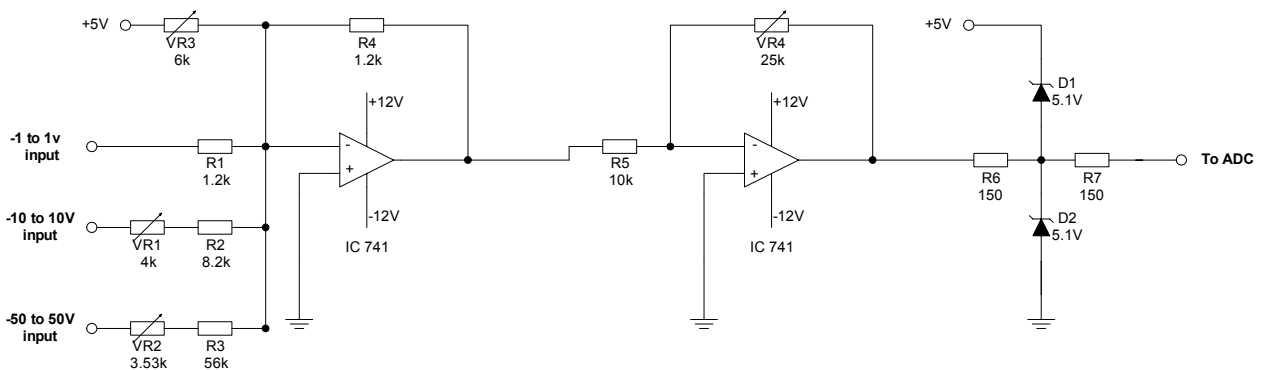 +5V
VR3
6k
R4
1.2k
+12V
-
+
-12V
IC 741
-1 to 1v
input
R1
1.2k
-10 to 10V
input
VR1
4k
R2
8.2k
-50 to 50V
input
VR2
3.53k
R3
56k
R5
10k
VR4
25k
+12V
-
+
-12V
IC 741
+5V
D1
5.1V
R6
150
R7
150
To ADC
D2
5.1V